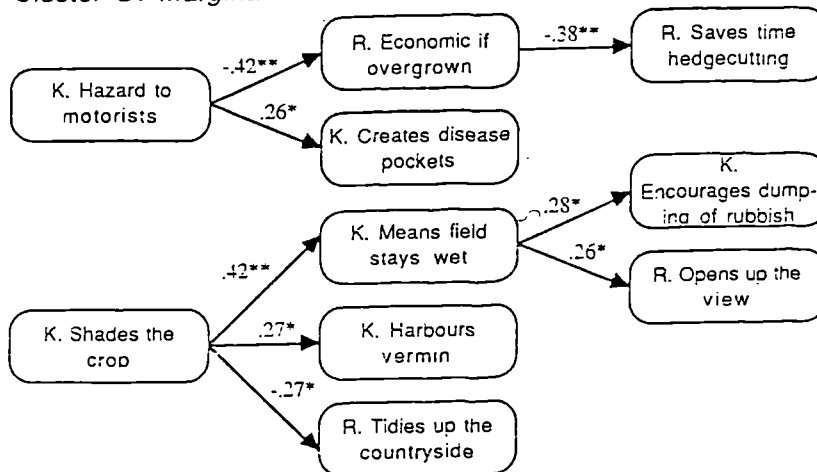 -.42**
R. Economic if
overgrown
-.38**
R. Saves time
hedgecutting
K. Hazard to
motorists
.26*
K. Creates disease
pockets
K.
Encourages dump-
ing of rubbish
.28*
K. Means field
stays wet
.42**
.26*
R. Opens up the
view
K. Shades the
crop
.27*
K. Harbours
vermin
-.27*
R. Tidies up the
countryside